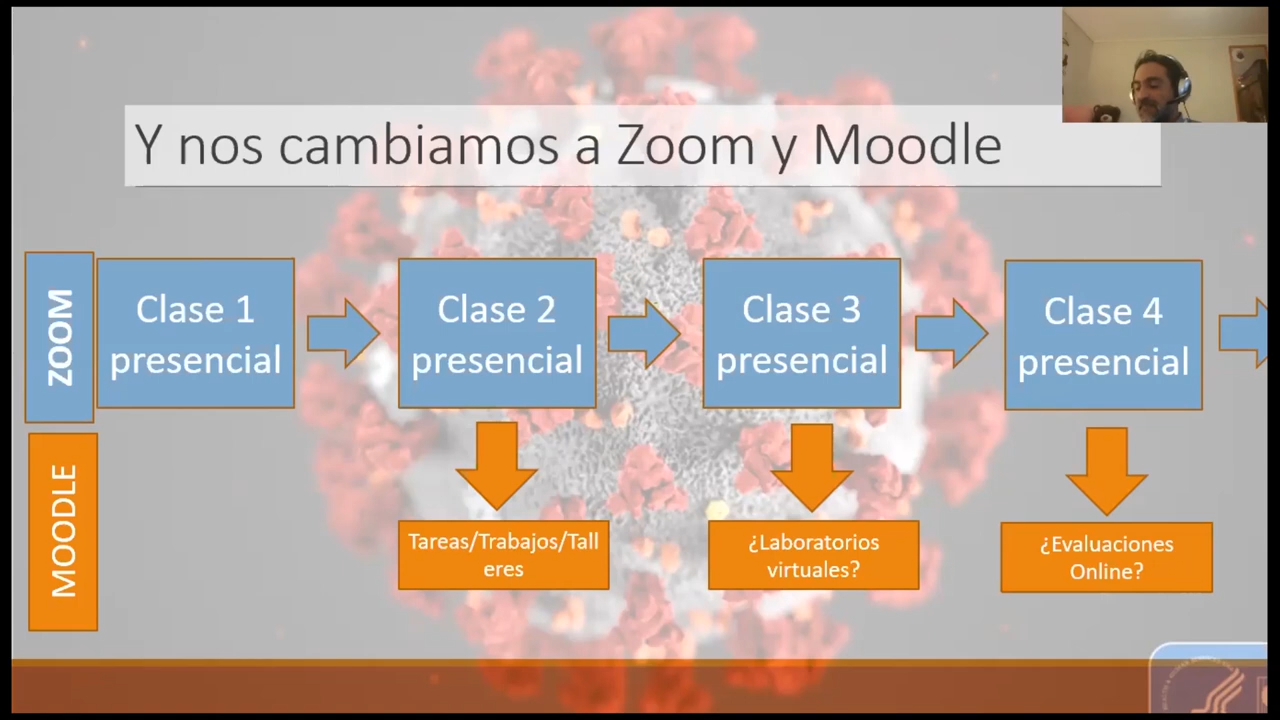 Y nos cambiamos a Zoom y Moodle
ZOOM
Clase 1
presencial
Clase 2
presencial
Clase 3
presencial
Clase 4
presencial
MOODLE
Tareas/Trabajos/Tall
eres
¿Laboratorios
virtuales?
¿Evaluaciones
Online?